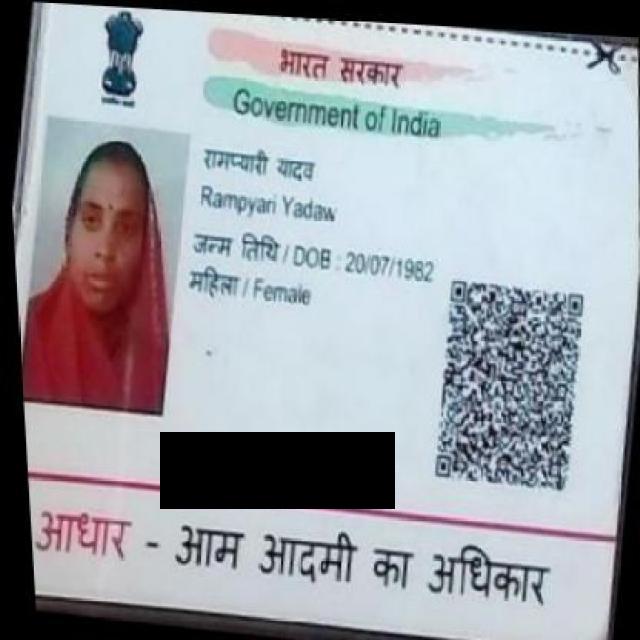 भारत सरकार
Government of India
रामप्यारी यादव
Rampyari Yadaw
जन्म तिथि / DOB : 20/07/1982
महिला / Female
आधार - आम आदमी का अधिकार